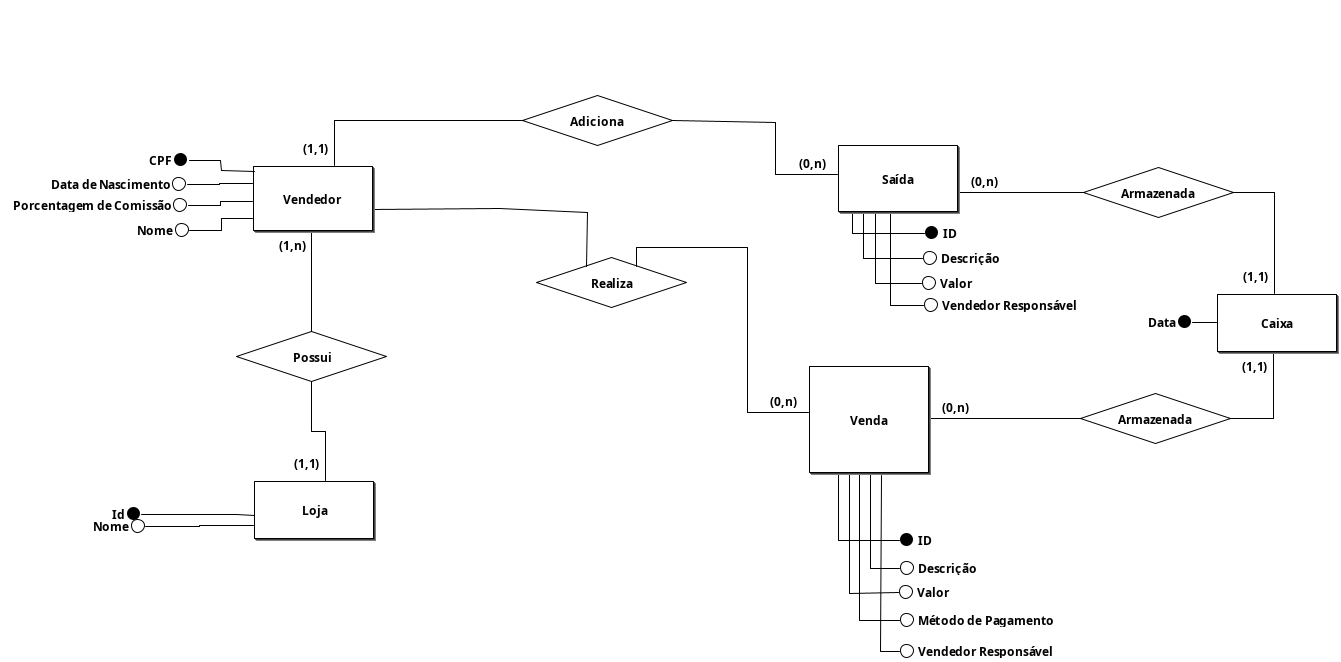 Adiciona
(1,1)
CPF
Data de Nascimento
Porcentagem de Comissão
Nome
Vendedor
(1,n)
(0,n)
Saída
(0,n)
Armazenada
ID
Descrição
Valor
Vendedor Responsável
Realiza
(1,1)
Data
Caixa
(1,1)
Possui
(0,n)
Venda
(0,n)
Armazenada
(1,1)
Id
Nome
Loja
ID
Descrição
Valor
Método de Pagamento
Vendedor Responsável